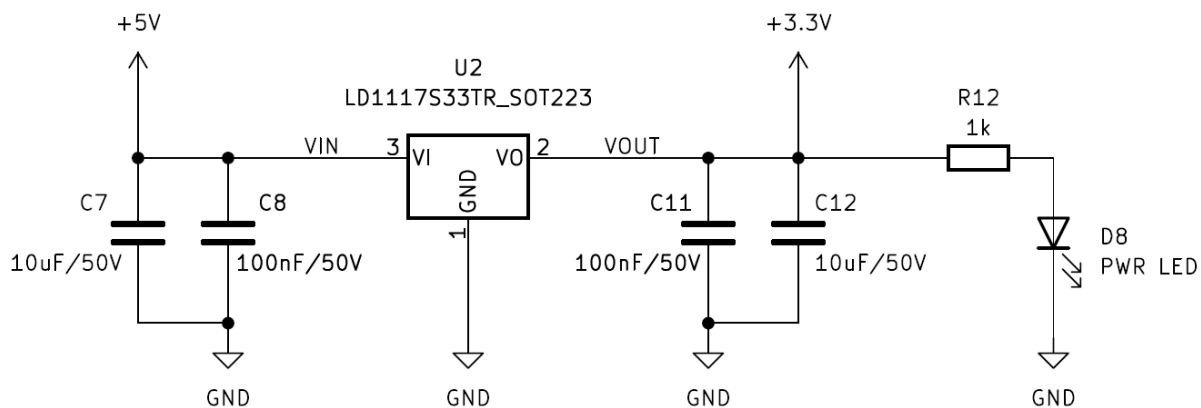 +5V
+3.3V
U2
LD1117S33TR_SOT223
R12
1k
VIN
3
VI
VO
2
VOUT
GND
1
C7
10uF/50V
C8
100nF/50V
C11
100nF/50V
C12
10uF/50V
D8
PWR LED
GND
GND
GND
GND